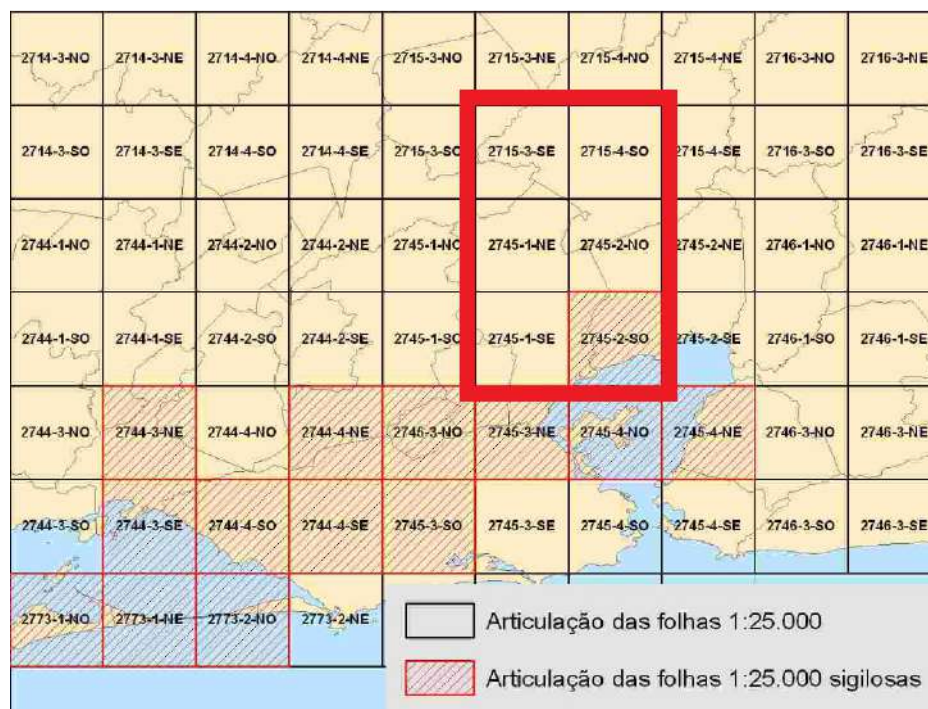 2714-3-NO 2714-3-NE 2714-4-NO 2714-4-NE 2715-3-NO 2715-3-NE 2715-4-NO 2715-4-NE 2716-3-NO 2716-3-NE
2714-3-SO 2714-3-SE 2714-4-SO 2714-4-SE 2715-3-SO 2715-3-SE 2715-4-SO 2715-4-SE 2716-3-SO 2716-3-SE
2744-1-NO 2744-1-NE 2744-2-NO 2744-2-NE 2745-1-NO 2745-1-NE 2745-2-NO 2745-2-NE 2746-1-NO 2746-1-NE
2744-1-SO 2744-1-SE 2744-2-SO 2744-2-SE 2745-1-SO 2745-1-SE 2745-2-SO 2745-2-SE 2746-1-SO 2746-1-SE
2744-3-NO 2744-3-NE 2744-4-NO 2744-4-NE 2745-3-NO 2745-3-NE 2745-4-NO 2745-4-NE 2746-3-NO 2746-3-NE
2744-3-SO 2744-3-SE 2744-4-SO 2744-4-SE 2745-3-SO 2745-3-SE 2745-4-SO 2745-4-SE 2746-3-SO 2746-3-SE
2773-1-NO 2773-1-NE 2773-2-NO 2773-2-NE
Articulação das folhas 1:25.000
Articulação das folhas 1:25.000 sigilosas